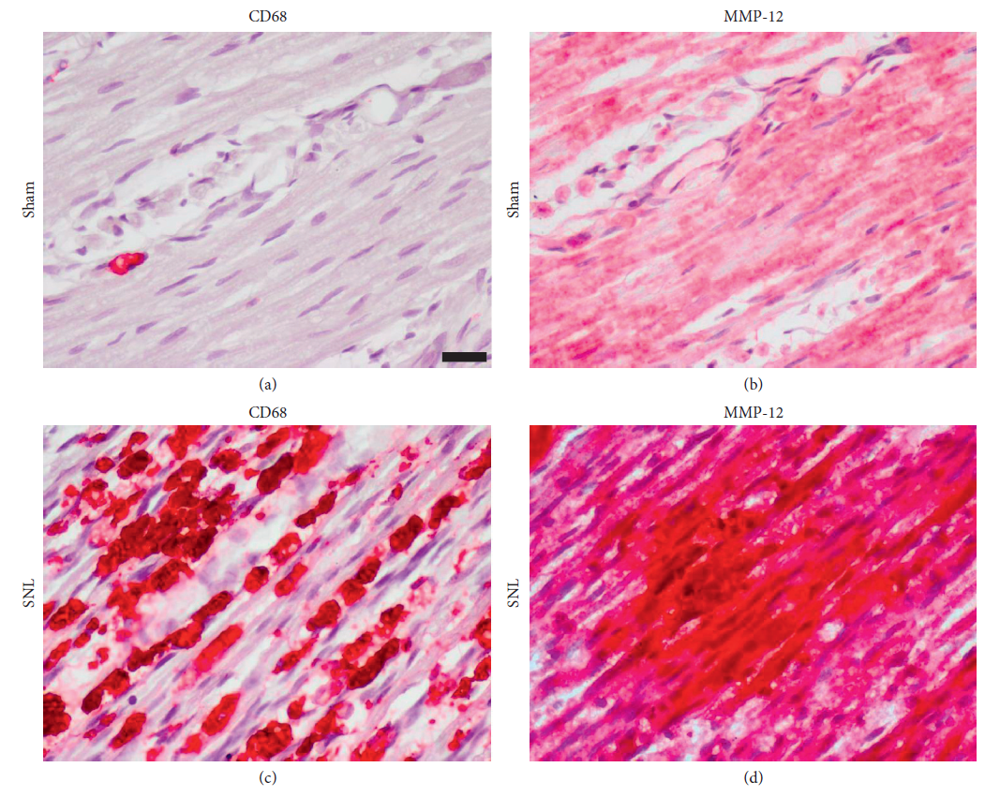 CD68
MMP-12
Sham
Sham
(a)
(b)
CD68
MMP-12
SNL
SNL
(c)
(d)